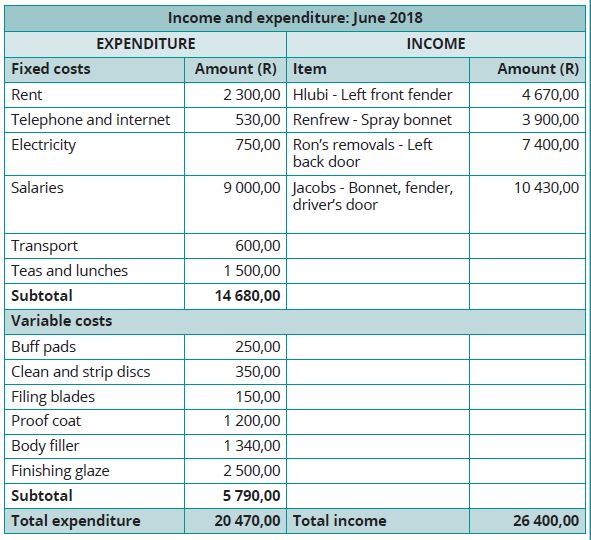 Income and expenditure: June 2018
EXPENDITURE INCOME
Fixed costs Amount (R) Item Amount (R)
Rent 2 300,00 Hlubi - Left front fender 4 670,00
Telephone and internet 530,00 Renfrew - Spray bonnet 3 900,00
Electricity 750,00 Ron's removals - Left 7 400,00
back door
Salaries 9 000,00 Jacobs - Bonnet, fender, 10 430,00
driver's door
Transport 600,00
Teas and lunches 1 500,00
Subtotal 14 680,00
Variable costs
Buff pads 250,00
Clean and strip discs 350,00
Filing blades 150,00
Proof coat 1 200,00
Body filler 1 340,00
Finishing glaze 2 500,00
Subtotal 5 790,00
Total expenditure 20 470,00 Total income 26 400,00